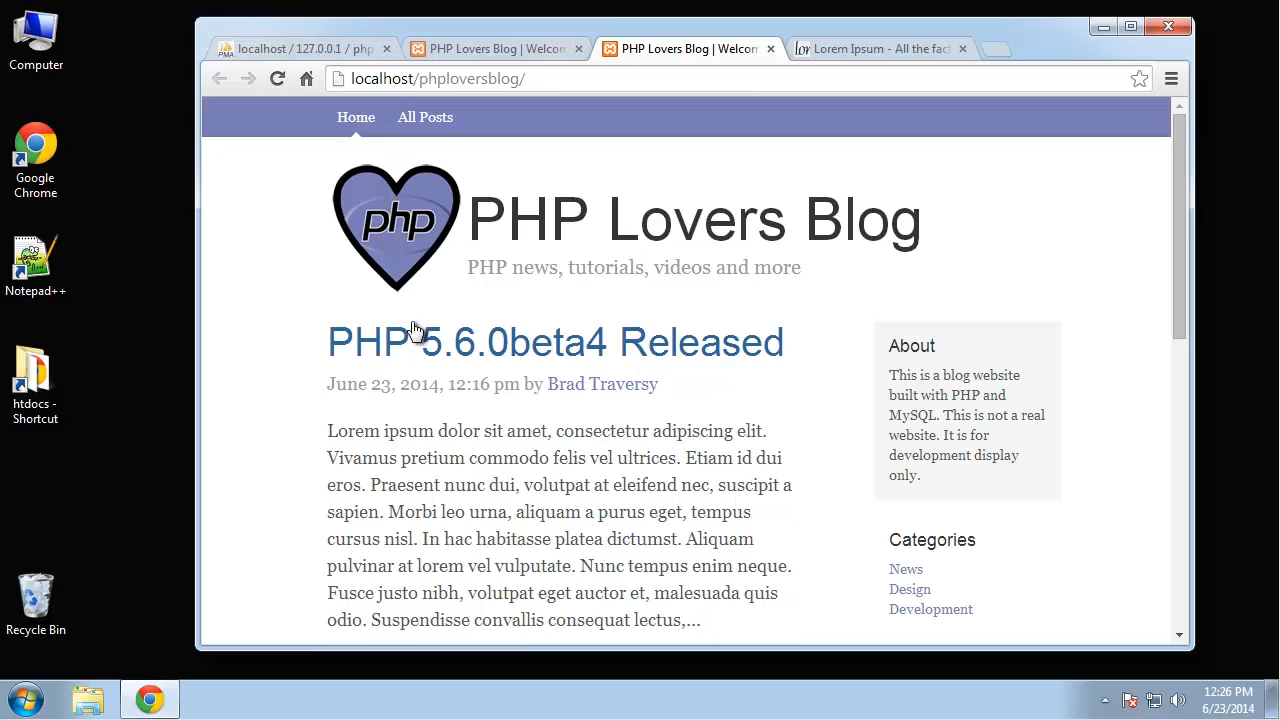 Computer
Google
Chrome
Notepad++
htdocs -
Shortcut
Recycle Bin
PMA
localhost / 127.0.0.1 / php
PHP Lovers Blog | Welcom
PHP Lovers Blog | Welcom
lor
Lorem Ipsum - All the fact
localhost/phploversblog/
Home
All Posts
php
PHP Lovers Blog
PHP news, tutorials, videos and more
PHP 5.6.0beta4 Released
June 23, 2014, 12:16 pm by Brad Traversy
Lorem ipsum dolor sit amet, consectetur adipiscing elit.
Vivamus pretium commodo felis vel ultrices. Etiam id dui
eros. Praesent nunc dui, volutpat at eleifend nec, suscipit a
sapien. Morbi leo urna, aliquam a purus eget, tempus
cursus nisl. In hac habitasse platea dictumst. Aliquam
pulvinar at lorem vel vulputate. Nunc tempus enim neque.
Fusce justo nibh, volutpat eget auctor et, malesuada quis
odio. Suspendisse convallis consequat lectus,...
About
This is a blog website
built with PHP and
MySQL. This is not a real
website. It is for
development display
only.
Categories
News
Design
Development
12:26 PM
6/23/2014